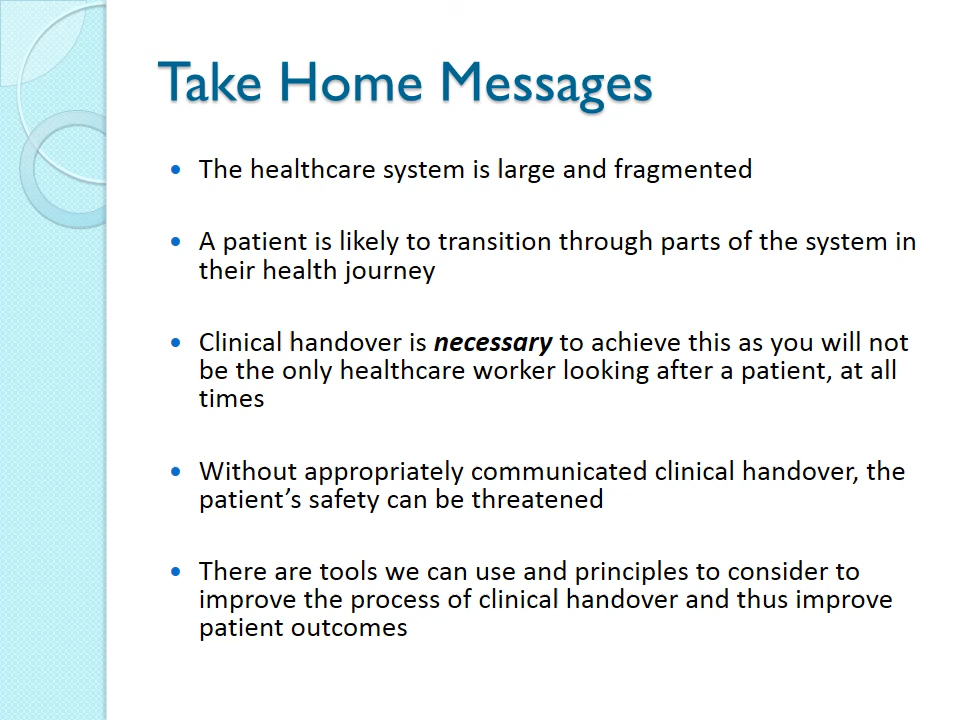 Take Home Messages
• The healthcare system is large and fragmented
• A patient is likely to transition through parts of the system in
their health journey
• Clinical handover is necessary to achieve this as you will not
be the only healthcare worker looking after a patient, at all
times
• Without appropriately communicated clinical handover, the
patient’s safety can be threatened
• There are tools we can use and principles to consider to
improve the process of clinical handover and thus improve
patient outcomes